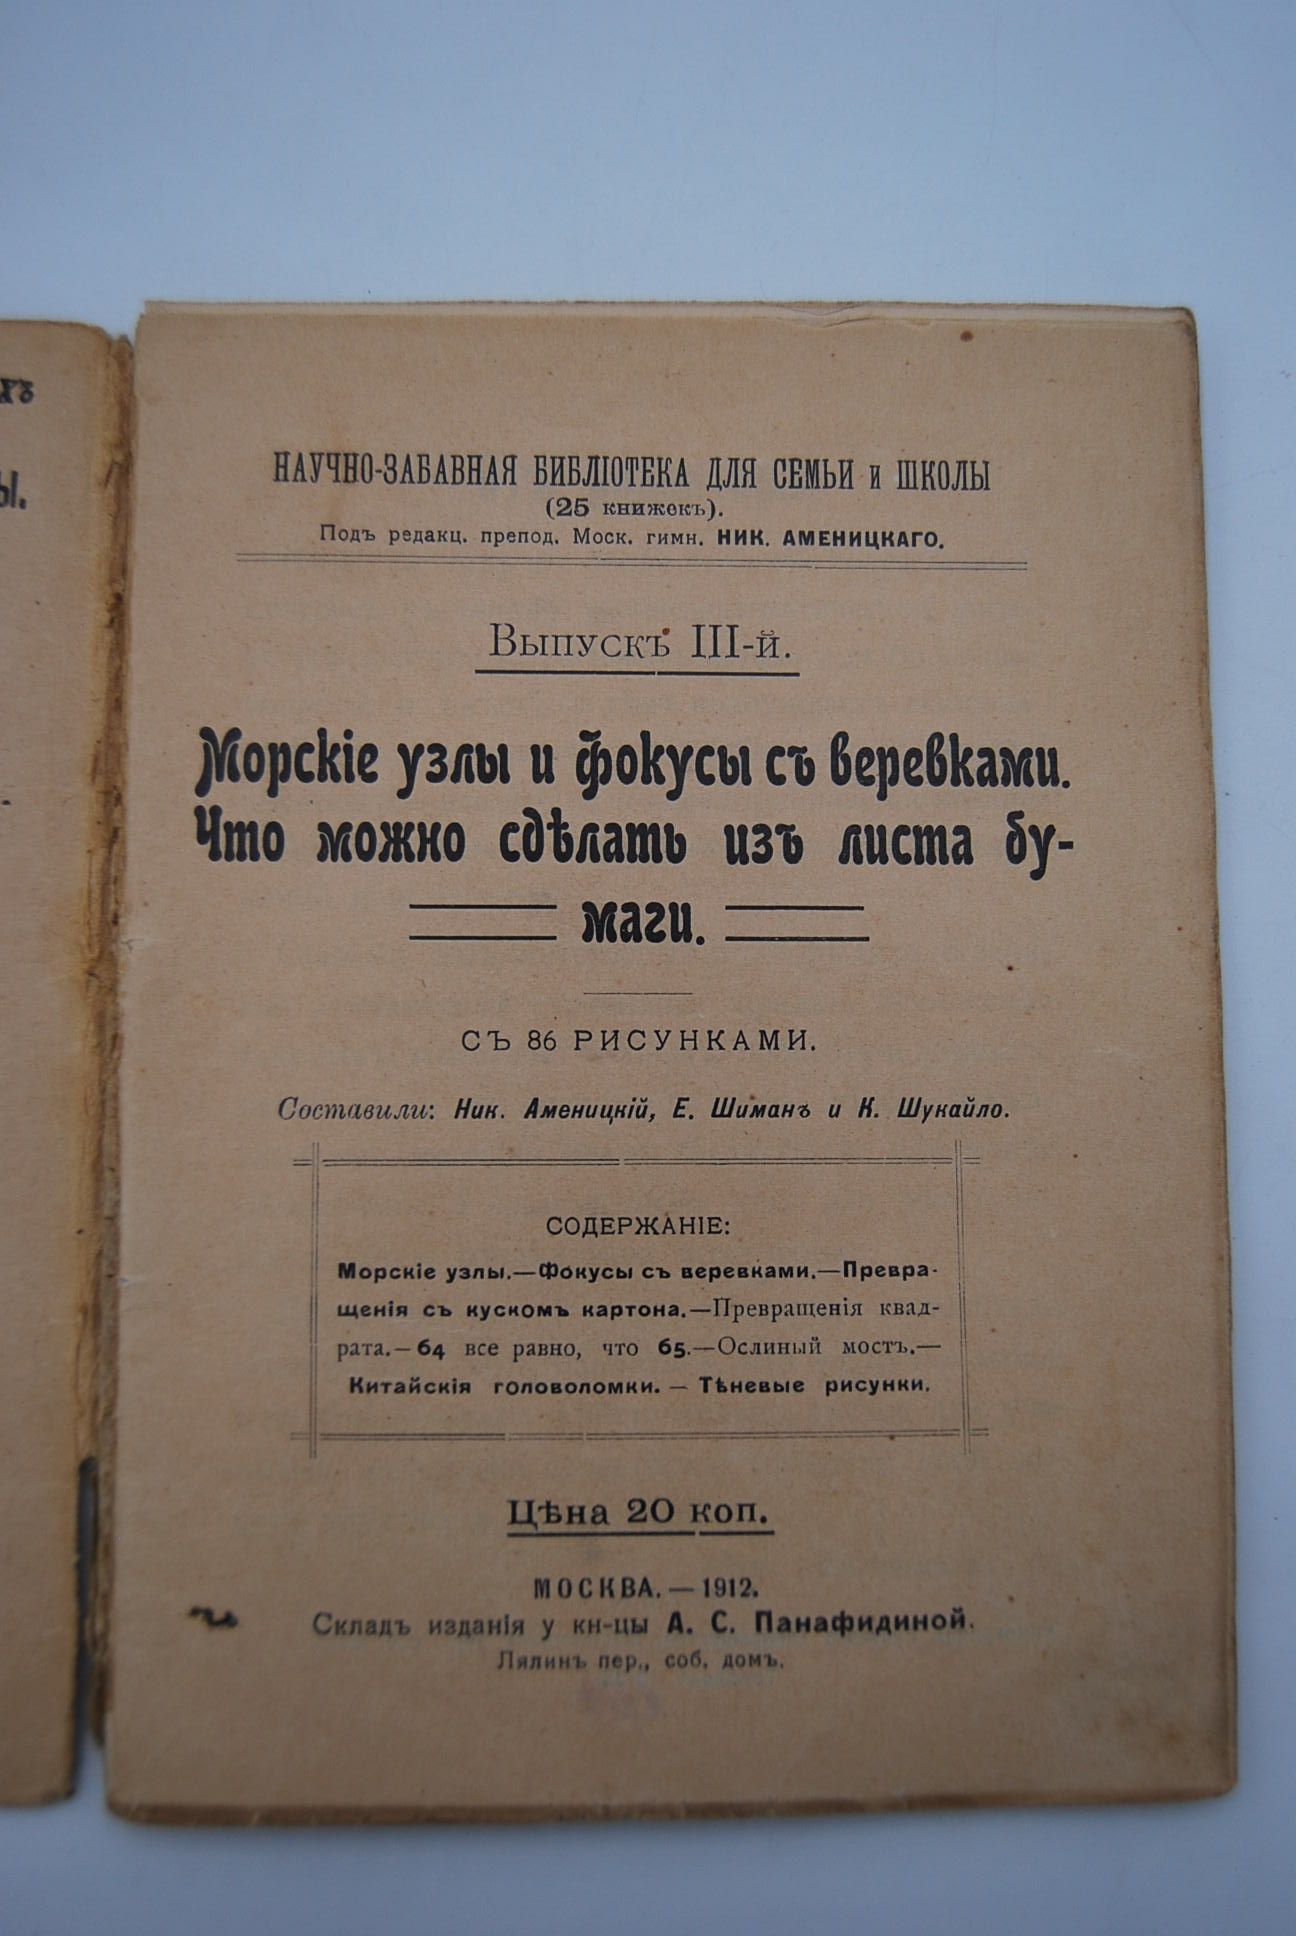 хъ
ы.
НАУЧНО-ЗАБАВНАЯ БИБЛІОТЕКА ДЛЯ СЕМЬИ и ШКОЛЫ
(25 книжекъ).
Подъ редакц. препод. Моск. гимн. НИК. АМЕНИЦКАГО.
Выпускъ III-й.
Морскіе узлы и фокусы съ веревками.
Что можно сдѣлать изъ листа бу-
маги.
СЪ 86 РИСУНКАМИ.
Составили: Ник. Аменицкій, Е. Шиманъ и К. Шукайло.
СОДЕРЖАНІЕ:
Морскіе узлы.—Фокусы съ веревками.—Превра-
щенія съ кускомъ картона.—Превращенія квад-
рата.—64 все равно, что 65.—Ослиный мостъ.—
Китайскія головоломки. — Тѣневые рисунки.
Цѣна 20 коп.
МОСКВА. — 1912.
Складъ изданія у кн-цы А. С. Панафидиной.
Лялинъ пер., соб. домъ.